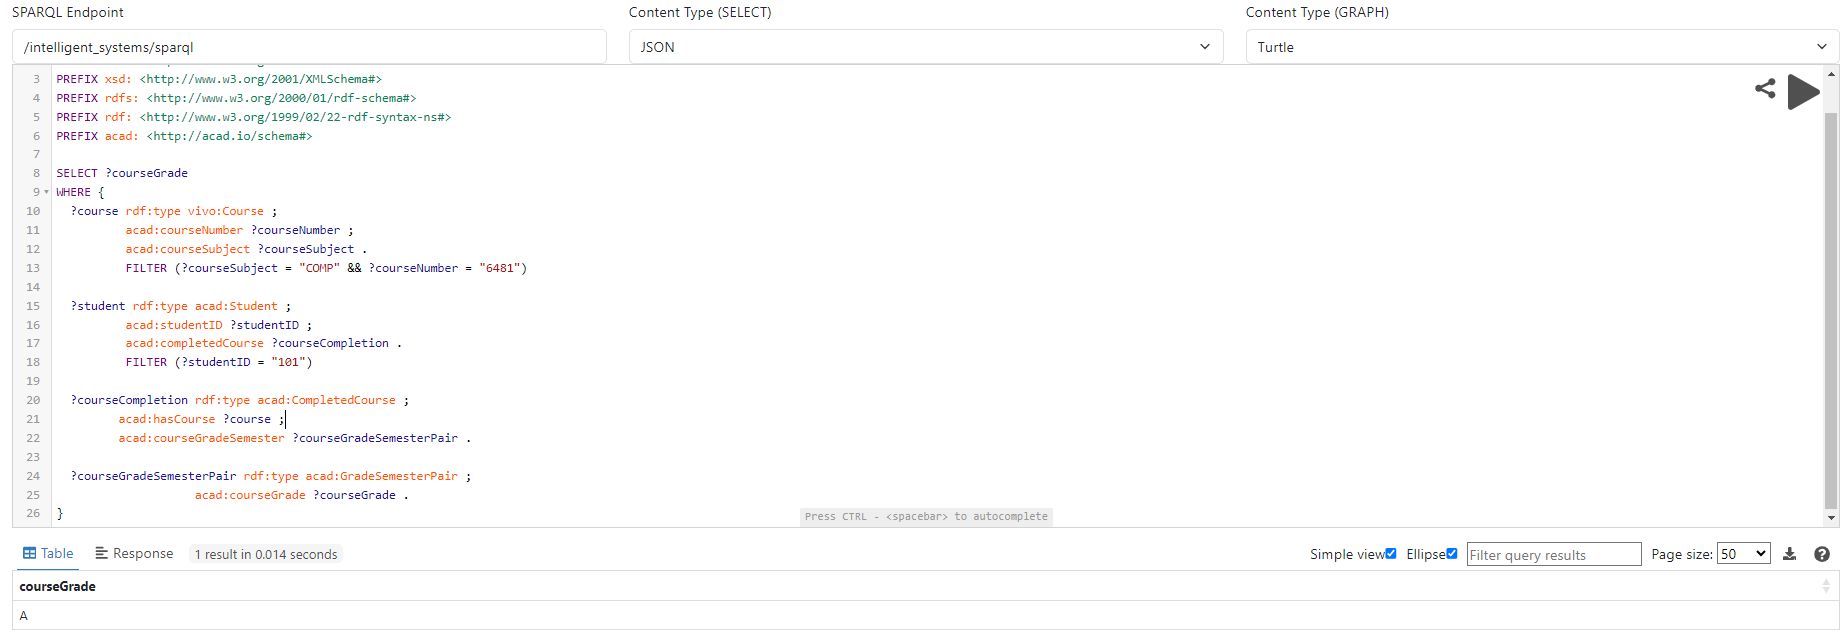 SPARQL Endpoint
Content Type (SELECT)
Content Type (GRAPH)
/intelligent_systems/sparql
JSON
Turtle
3 PREFIX xsd: <http://www.w3.org/2001/XMLSchema#>
4 PREFIX rdfs: <http://www.w3.org/2000/01/rdf-schema#>
5 PREFIX rdf: <http://www.w3.org/1999/02/22-rdf-syntax-ns#>
6 PREFIX acad: <http://acad.io/schema#>
7
8 SELECT ?courseGrade
9 WHERE {
10 ?course rdf:type vivo:Course ;
11 acad:courseNumber ?courseNumber ;
12 acad:courseSubject ?courseSubject .
13 FILTER (?courseSubject = "COMP" && ?courseNumber = "6481")
14
15 ?student rdf:type acad:Student ;
16 acad:studentID ?studentID ;
17 acad:completedCourse ?courseCompletion .
18 FILTER (?studentID = "101")
19
20 ?courseCompletion rdf:type acad:CompletedCourse ;
21 acad:hasCourse ?course ;
22 acad:courseGradeSemester ?courseGradeSemesterPair .
23
24 ?courseGradeSemesterPair rdf:type acad:GradeSemesterPair ;
25 acad:courseGrade ?courseGrade .
26 }
Press CTRL - <spacebar> to autocomplete
Table Response 1 result in 0.014 seconds
Simple view Ellipse Filter query results Page size: 50
courseGrade
A